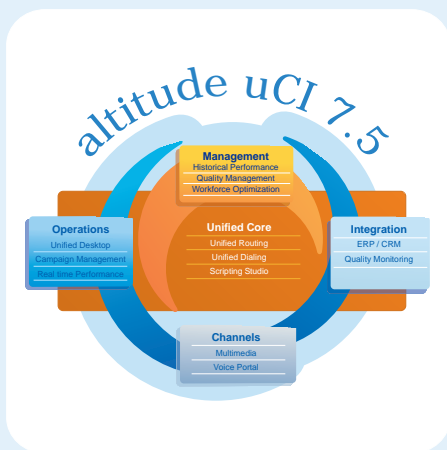 altitude uCI 7.5
Management
Historical Performance
Quality Management
Workforce Optimization
Operations
Unified Desktop
Campaign Management
Real time Performance
Unified Core
Unified Routing
Unified Dialing
Scripting Studio
Integration
ERP / CRM
Quality Monitoring
Channels
Multimedia
Voice Portal